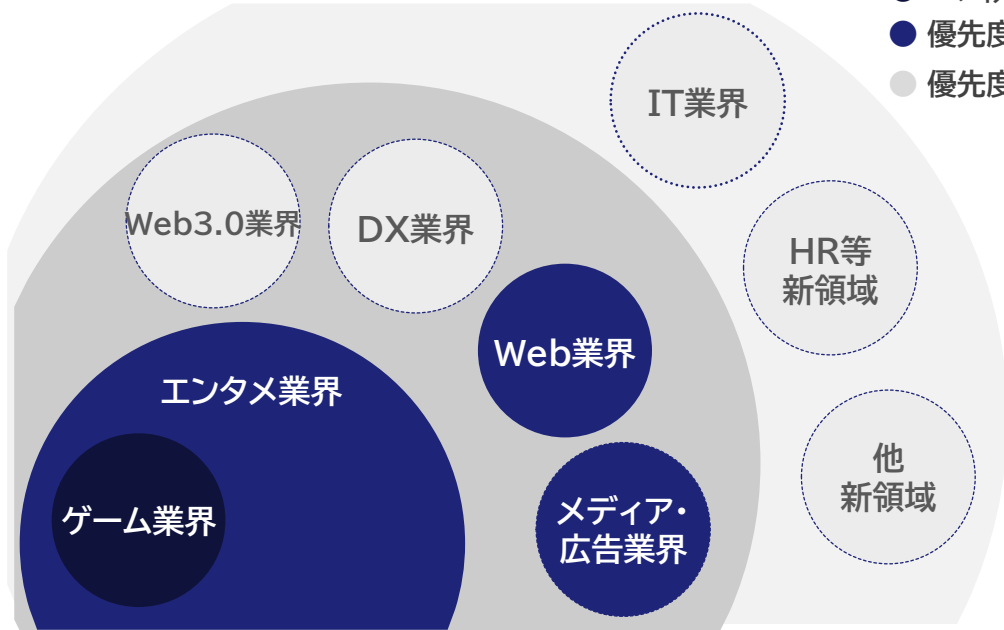 優先度
優先度
IT業界
Web3.0業界
DX業界
HR等
新領域
Web業界
エンタメ業界
他
新領域
ゲーム業界
メディア・
広告業界